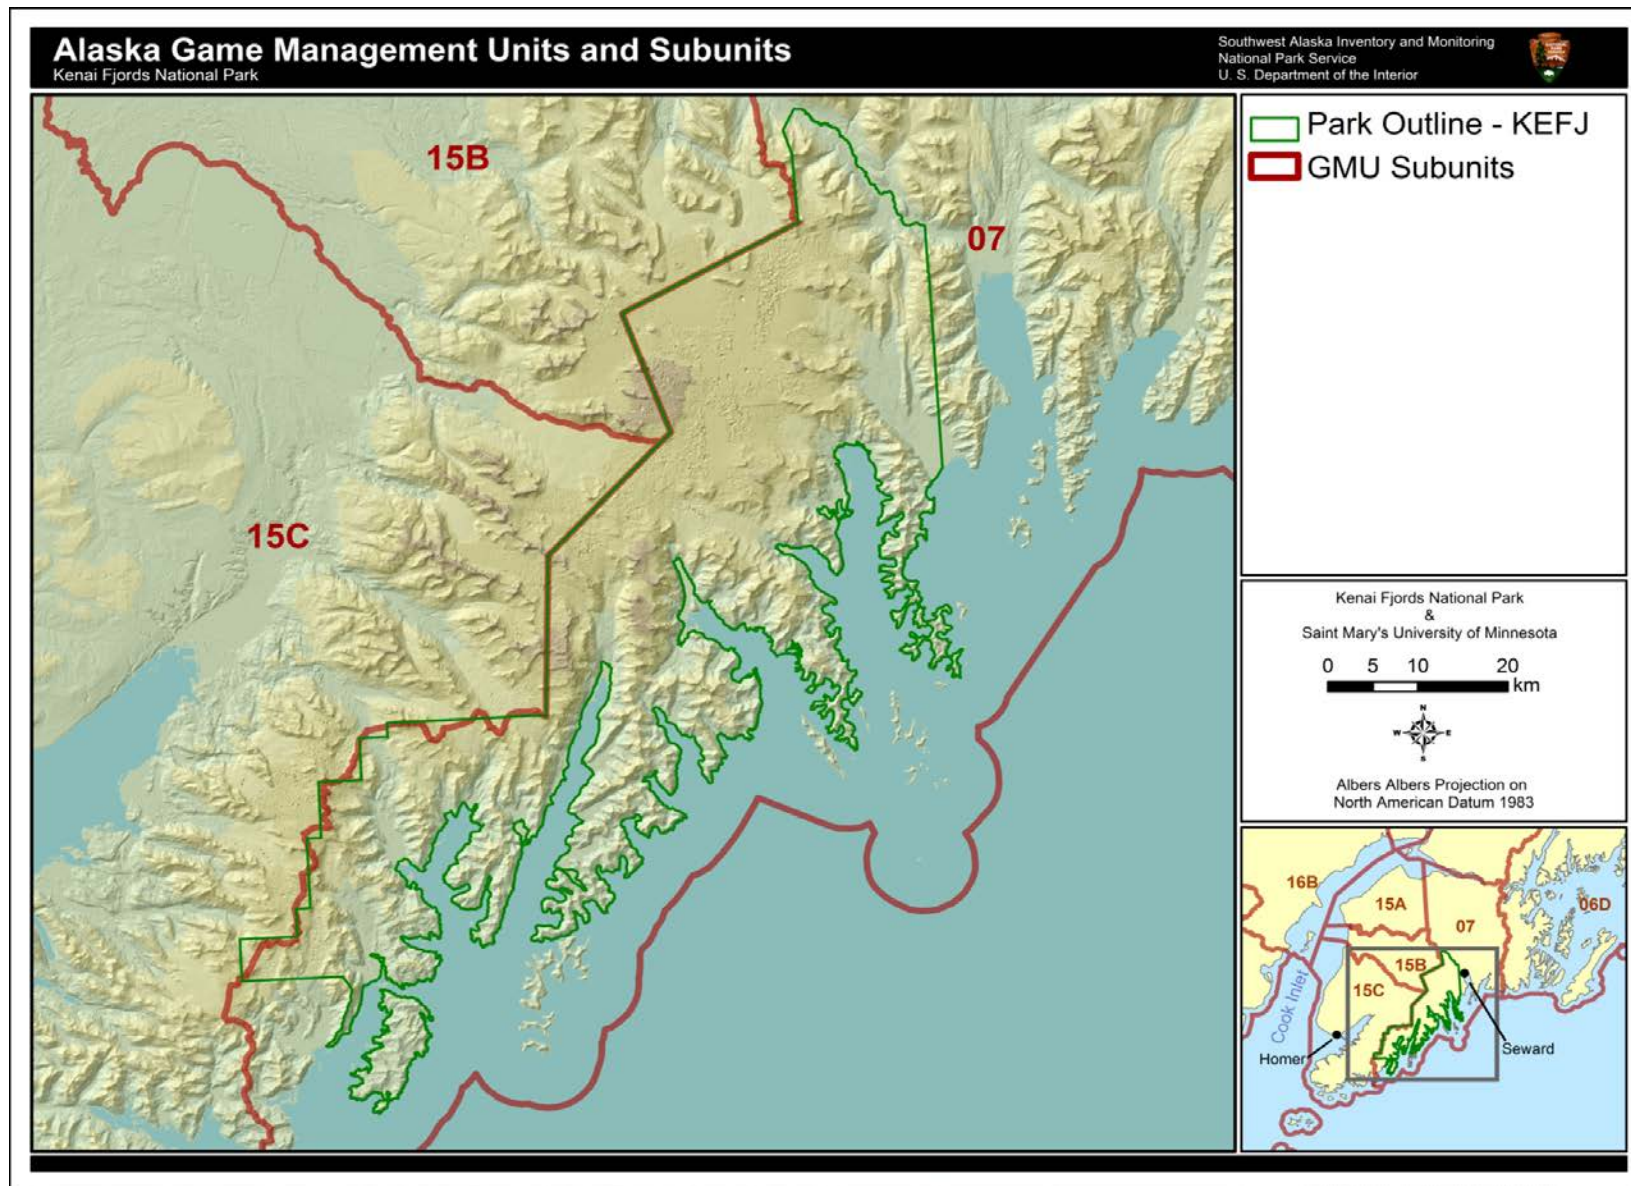 Alaska Game Management Units and Subunits
Kenai Fjords National Park
Southwest Alaska Inventory and Monitoring
National Park Service
U. S. Department of the Interior
15B
07
15C
Park Outline - KEFJ
GMU Subunits
Kenai Fjords National Park
&
Saint Mary's University of Minnesota
0 5 10 20
km
N
W E
S
Albers Albers Projection on
North American Datum 1983
16B
15A
06D
07
15B
15C
Cook Inlet
Homer
Seward